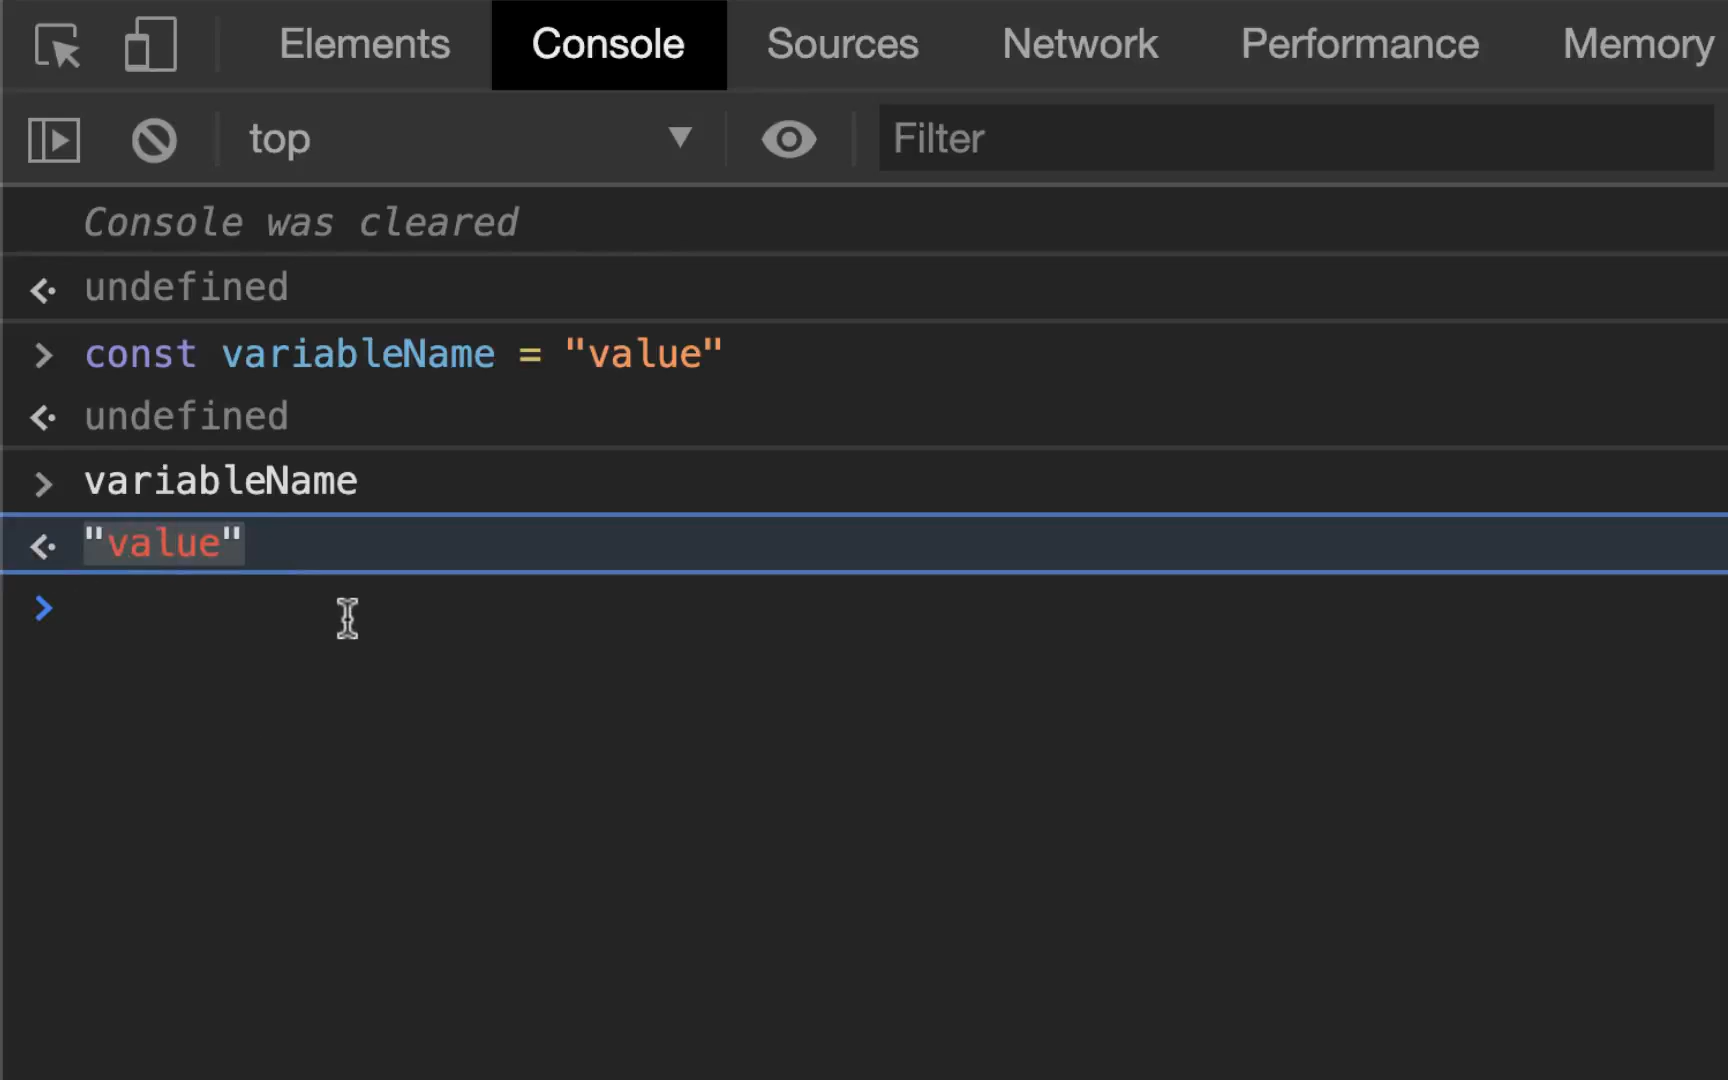 Elements Console Sources Network Performance Memory
top Filter
Console was cleared
undefined
const variableName = "value"
undefined
variableName
"value"